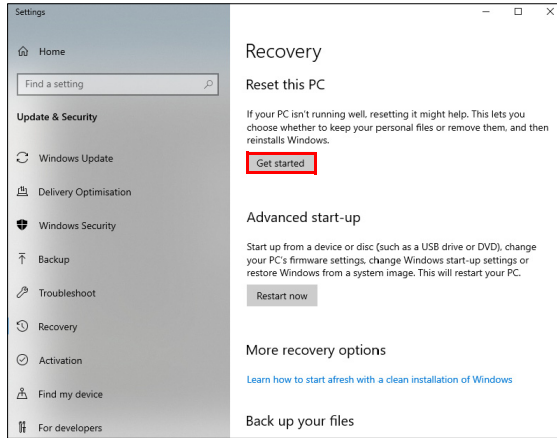 Settings
Home
Find a setting
Update & Security
Windows Update
Delivery Optimisation
Windows Security
Backup
Troubleshoot
Recovery
Activation
Find my device
For developers
Recovery
Reset this PC
If your PC isn't running well, resetting it might help. This lets you
choose whether to keep your personal files or remove them, and then
reinstalls Windows.
Get started
Advanced start-up
Start up from a device or disc (such as a USB drive or DVD), change
your PC's firmware settings, change Windows start-up settings or
restore Windows from a system image. This will restart your PC.
Restart now
More recovery options
Learn how to start afresh with a clean installation of Windows
Back up your files